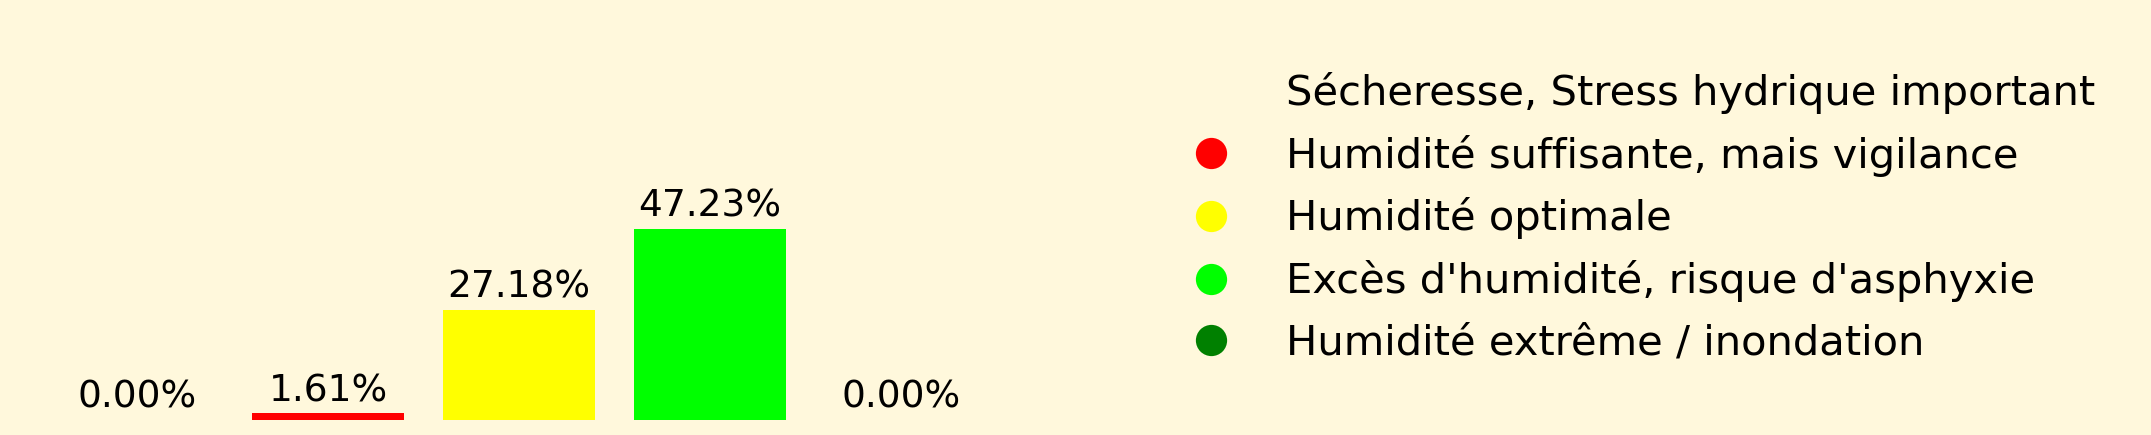 0.00%
1.61%
27.18%
47.23%
0.00%
Sécheresse, Stress hydrique important
Humidité suffisante, mais vigilance
Humidité optimale
Excès d'humidité, risque d'asphyxie
Humidité extrême / inondation